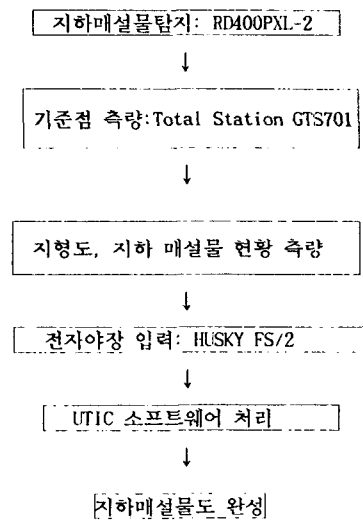 지하매설물탐지: RD400PXL-2
↓
기준점 측량:Total Station GTS701
↓
지형도, 지하 매설물 현황 측량
↓
전자야장 입력: HUSKY FS/2
↓
UTIC 소프트웨어 처리
↓
지하매설물도 완성